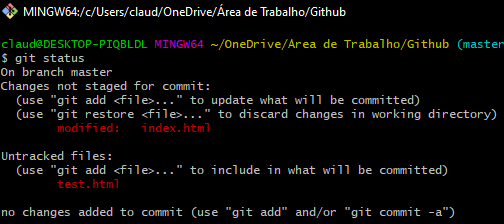 MINGW64:/c/Users/claud/OneDrive/Área de Trabalho/Github
claud@DESKTOP-PIQBLDL MINGW64 ~/OneDrive/Área de Trabalho/Github (master
$ git status
On branch master
Changes not staged for commit:
  (use "git add <file>..." to update what will be committed)
  (use "git restore <file>..." to discard changes in working directory)
        modified:   index.html

Untracked files:
  (use "git add <file>..." to include in what will be committed)
        test.html

no changes added to commit (use "git add" and/or "git commit -a")